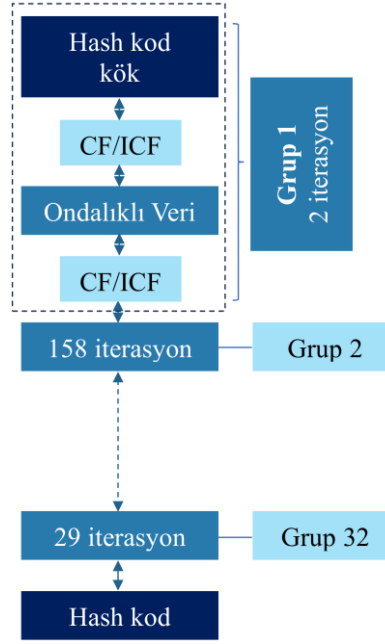 Hash kod
kök
CF/ICF
Ondalıklı Veri
CF/ICF
Grup 1
2 iterasyon
158 iterasyon
Grup 2
29 iterasyon
Grup 32
Hash kod